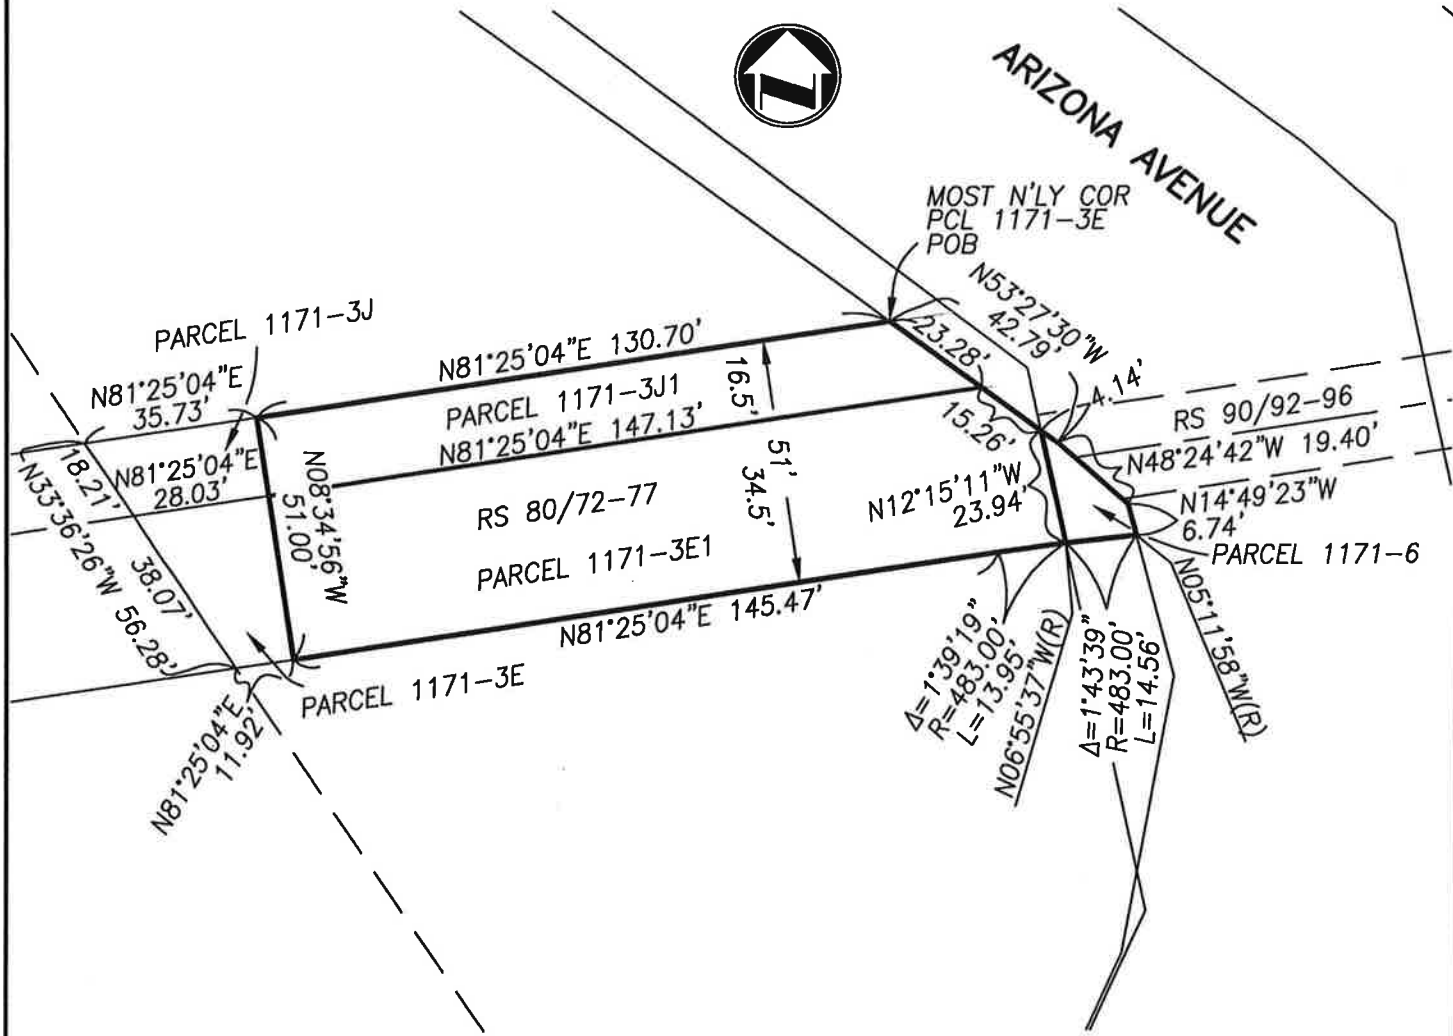 ARIZONA AVENUE
MOST N'LY COR
PCL 1171-3E
POB
N53°27'30"W
42.79'
23.28'
PARCEL 1171-3J
N81°25'04"E 130.70'
N81°25'04"E
35.73'
PARCEL 1171-3J1
16.5'
4.14'
RS 90/92-96
N81°25'04"E 147.13'
15.26'
N48°24'42"W 19.40'
18.21'
N81°25'04"E
28.03'
N08°34'56"W
51.00'
51'
34.5'
RS 80/72-77
N12°15'11"W
23.94'
N14°49'23"W
6.74'
N33°36'26"W 56.28'
38.07'
PARCEL 1171-3E1
PARCEL 1171-6
N81°25'04"E 145.47'
N05°11'58"W(R)
PARCEL 1171-3E
N81°25'04"E
11.92'
Δ=1°39'19"
R=483.00'
L=13.95'
N06°55'37"W(R)
Δ=1°43'39"
R=483.00'
L=14.56'